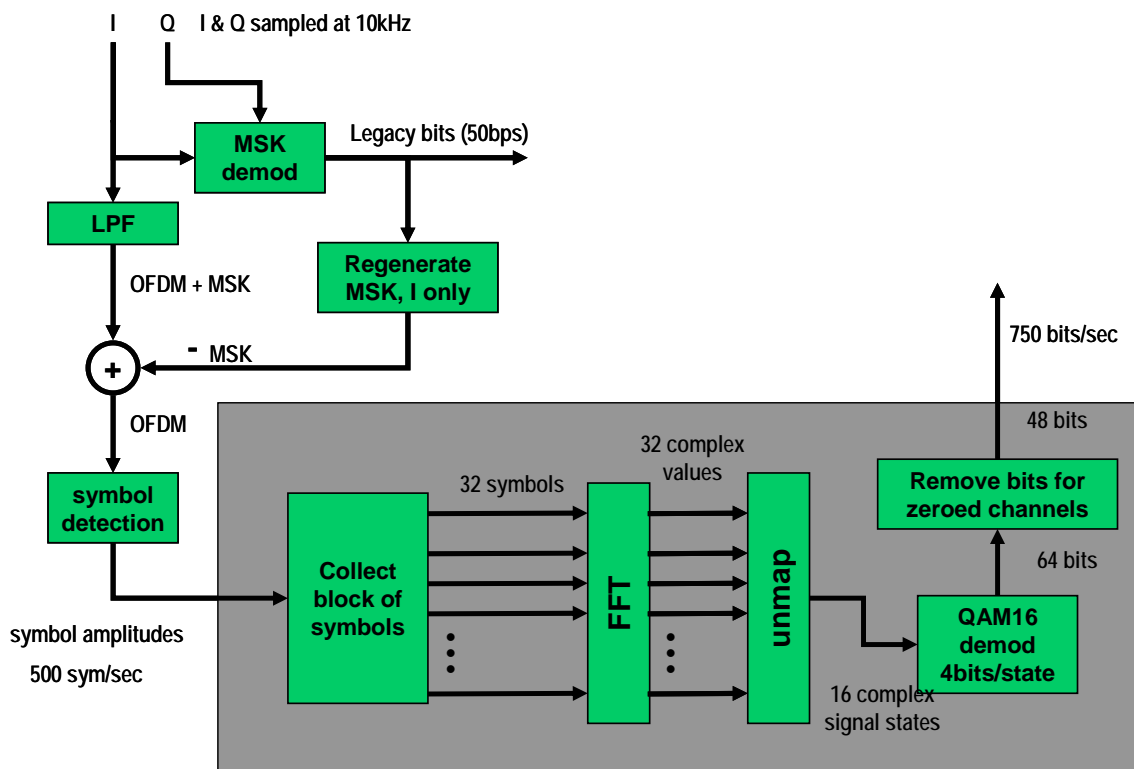 I Q I & Q sampled at 10kHz
MSK
demod
Legacy bits (50bps)
LPF
Regenerate
MSK, I only
OFDM + MSK
- MSK
+
OFDM
750 bits/sec
48 bits
symbol
detection
32 symbols
32 complex
values
Remove bits for
zeroed channels
64 bits
Collect
block of
symbols
FFT
unmap
QAM16
demod
4bits/state
symbol amplitudes
500 sym/sec
16 complex
signal states